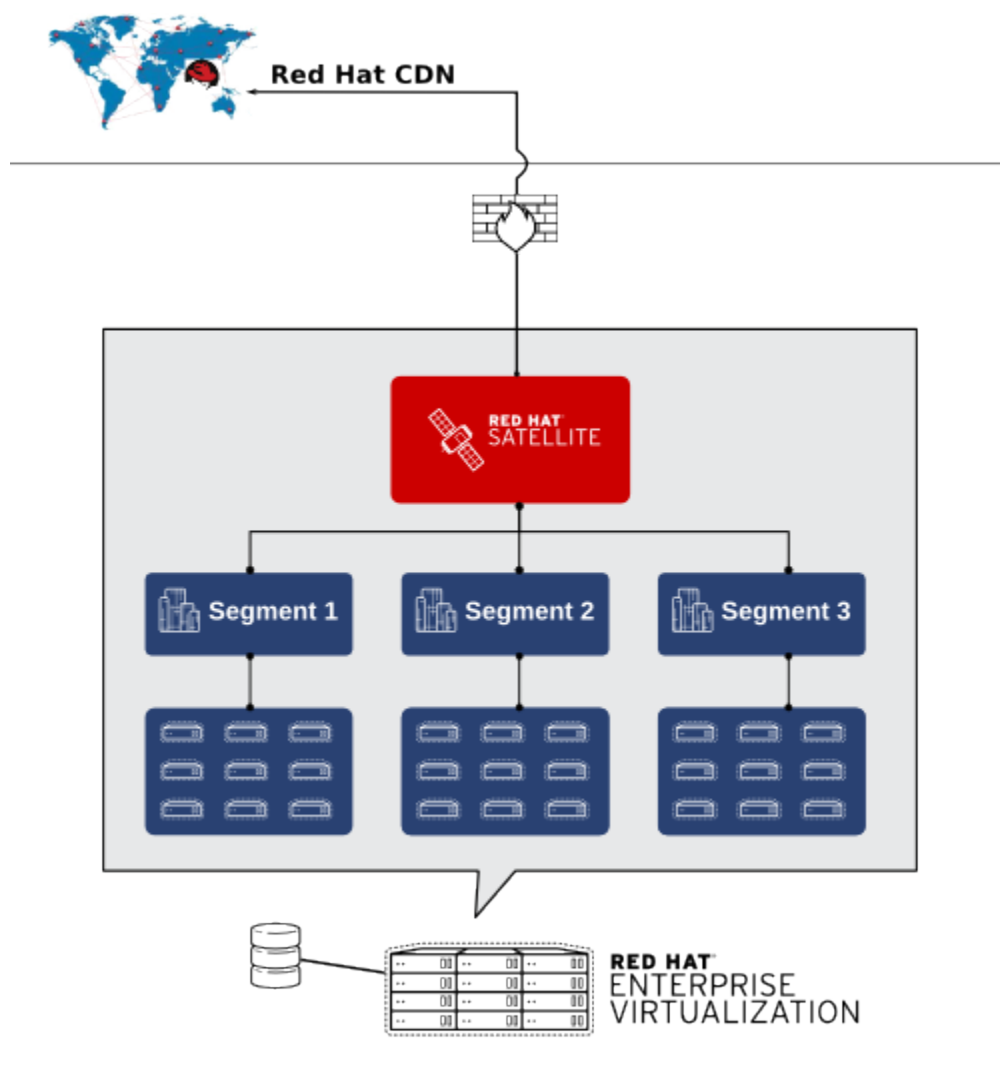 Red Hat CDN
RED HAT
SATELLITE
Segment 1
Segment 2
Segment 3
RED HAT
ENTERPRISE
VIRTUALIZATION